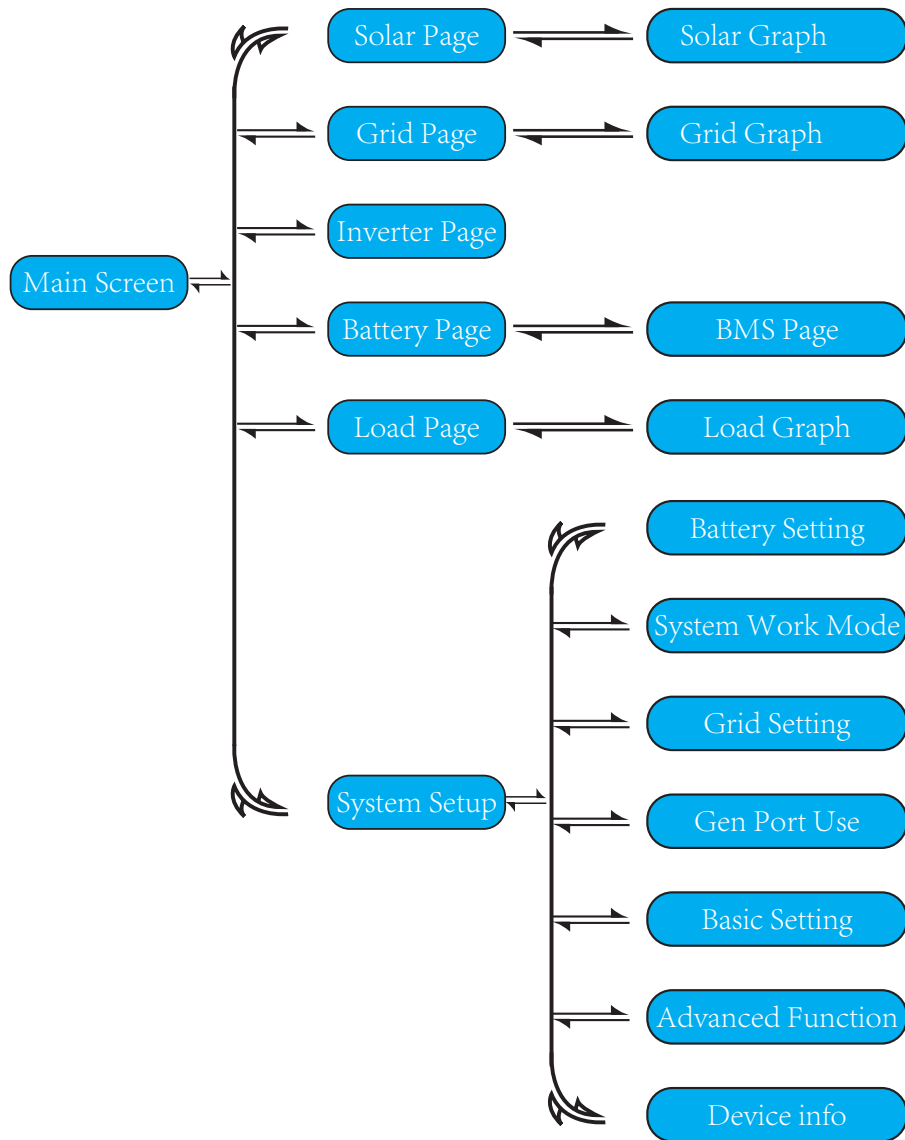 Solar Page
Solar Graph
Grid Page
Grid Graph
Inverter Page
Main Screen
Battery Page
BMS Page
Load Page
Load Graph
Battery Setting
System Work Mode
Grid Setting
System Setup
Gen Port Use
Basic Setting
Advanced Function
Device info